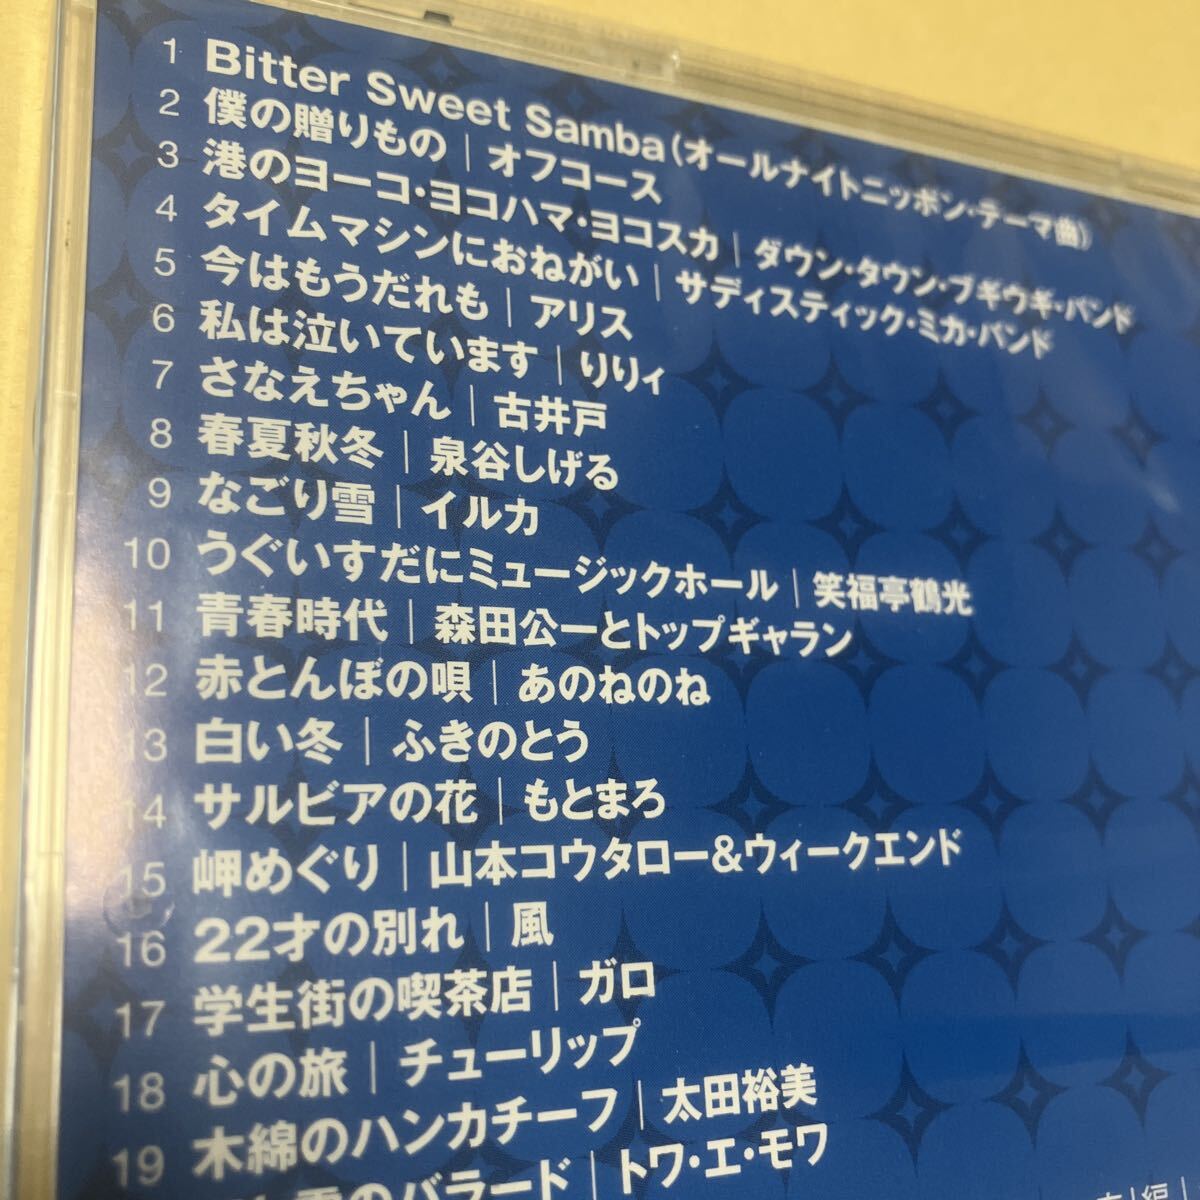 1 Bitter Sweet Samba(オールナイトニッポン・テーマ曲)
2 僕の贈りもの|オフコース
3 港のヨーコ・ヨコハマ・ヨコスカ|ダウン・タウン・ブギウギ・バンド
4 タイムマシンにおねがい|サディスティック・ミカ・バンド
5 今はもうだれも|アリス
6 私は泣いています|りりィ
7 さなえちゃん|古井戸
8 春夏秋冬|泉谷しげる
9 なごり雪|イルカ
10 うぐいすだにミュージックホール|笑福亭鶴光
11 青春時代|森田公一とトップギャラン
12 赤とんぼの唄|あのねのね
13 白い冬|ふきのとう
14 サルビアの花|もとまろ
15 岬めぐり|山本コウタロー&ウィークエンド
16 22才の別れ|風
17 学生街の喫茶店|ガロ
18 心の旅|チューリップ
19 木綿のハンカチーフ|太田裕美
のバラード|トワ・エ・モワ